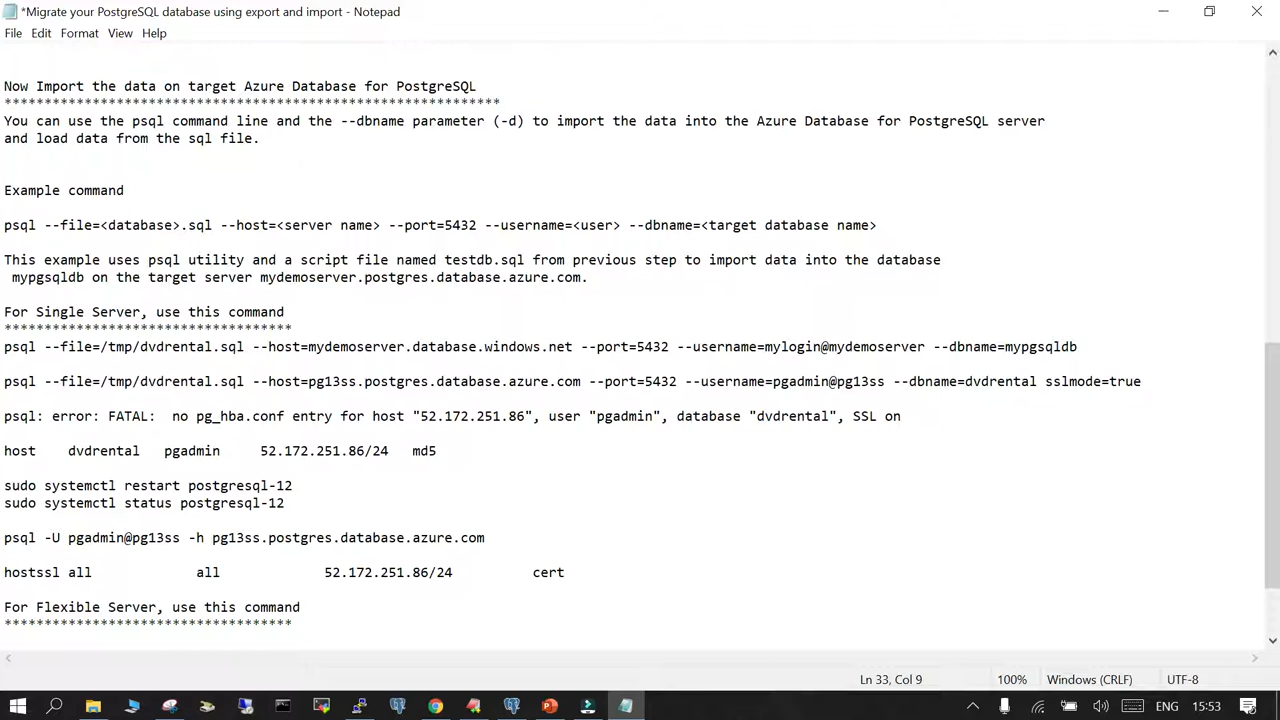 *Migrate your PostgreSQL database using export and import - Notepad
File Edit Format View Help
Now Import the data on target Azure Database for PostgreSQL
**************************************************************
You can use the psql command line and the --dbname parameter (-d) to import the data into the Azure Database for PostgreSQL server
and load data from the sql file.
Example command
psql --file=<database>.sql --host=<server name> --port=5432 --username=<user> --dbname=<target database name>
This example uses psql utility and a script file named testdb.sql from previous step to import data into the database
mypgsqldb on the target server mydemoserver.postgres.database.azure.com.
For Single Server, use this command
************************************
psql --file=/tmp/dvdrental.sql --host=mydemoserver.database.windows.net --port=5432 --username=mylogin@mydemoserver --dbname=mypgsqldb
psql --file=/tmp/dvdrental.sql --host=pg13ss.postgres.database.azure.com --port=5432 --username=pgadmin@pg13ss --dbname=dvdrental sslmode=true
psql: error: FATAL:  no pg_hba.conf entry for host "52.172.251.86", user "pgadmin", database "dvdrental", SSL on
host    dvdrental   pgadmin     52.172.251.86/24   md5
sudo systemctl restart postgresql-12
sudo systemctl status postgresql-12
psql -U pgadmin@pg13ss -h pg13ss.postgres.database.azure.com
hostssl all             all             52.172.251.86/24          cert
For Flexible Server, use this command
************************************
Ln 33, Col 9 100% Windows (CRLF) UTF-8
ENG 15:53